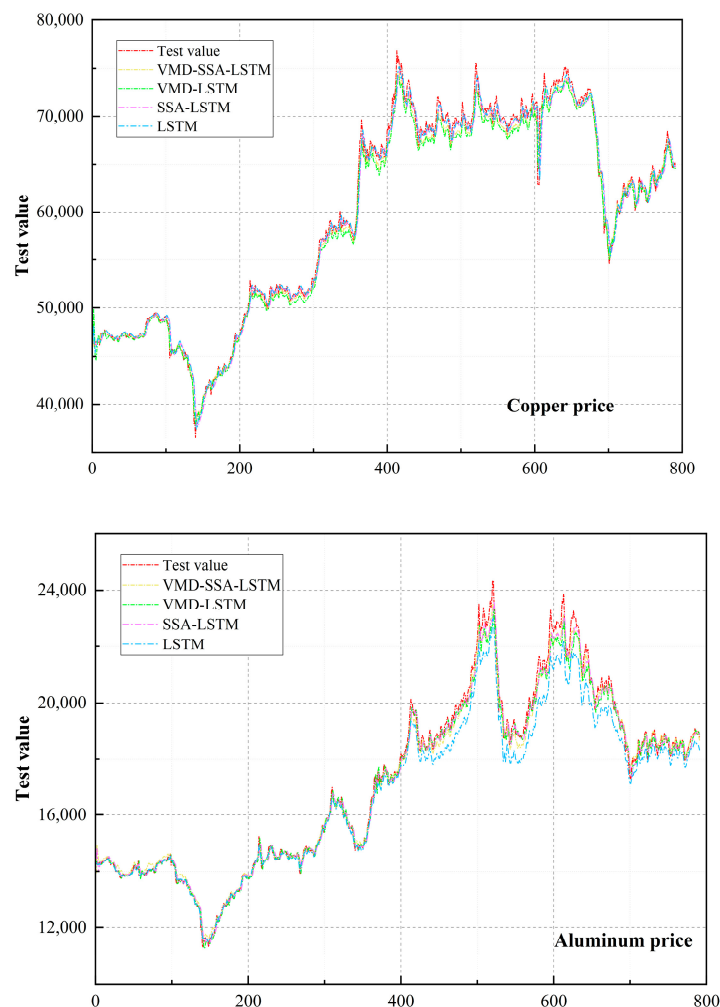 80,000
70,000
60,000
50,000
40,000
Test value
Test value
VMD-SSA-LSTM
VMD-LSTM
SSA-LSTM
LSTM
Copper price
0 200 400 600 800
24,000
20,000
16,000
12,000
Test value
Test value
VMD-SSA-LSTM
VMD-LSTM
SSA-LSTM
LSTM
Aluminum price
0 200 400 600 800